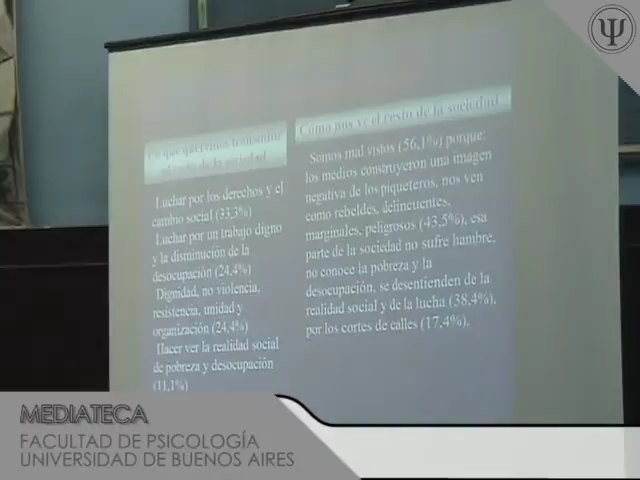 Lo que queremos transmitir
al resto de la sociedad
Luchar por los derechos y el
cambio social (33,3%)
Luchar por un trabajo digno
y la disminución de la
desocupación (24,4%)
Dignidad, no violencia,
resistencia, unidad y
organización (24,4%)
Hacer ver la realidad social
de pobreza y desocupación
(11,1%)
Como nos ve el resto de la sociedad
Somos mal vistos (56,1%) porque:
los medios construyeron una imagen
negativa de los piqueteros, nos ven
como rebeldes, delincuentes,
marginales, peligrosos (43,5%), esa
parte de la sociedad no sufre hambre,
no conoce la pobreza y la
desocupación, se desentienden de la
realidad social y de la lucha (38,4%),
por los cortes de calles (17,4%).
MEDIATECA
FACULTAD DE PSICOLOGÍA
UNIVERSIDAD DE BUENOS AIRES
Ψ